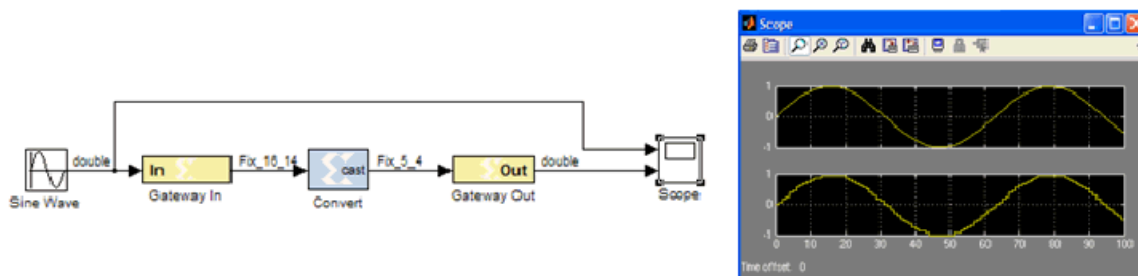 Scope
double
Fix_16_14
Fix_5_4
double
In
cast
Out
Sine Wave
Gateway In
Convert
Gateway Out
Scope
1
0
-1
1
0
-1
0 10 20 30 40 50 60 70 80 90 100
Time offset: 0